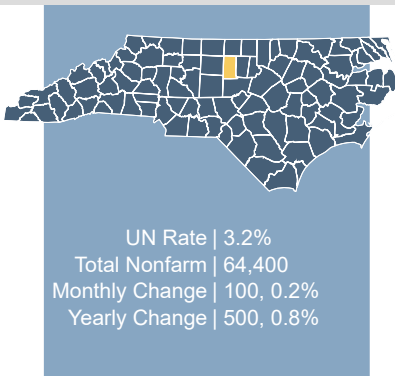 UN Rate | 3.2%
Total Nonfarm | 64,400
Monthly Change | 100, 0.2%
Yearly Change | 500, 0.8%